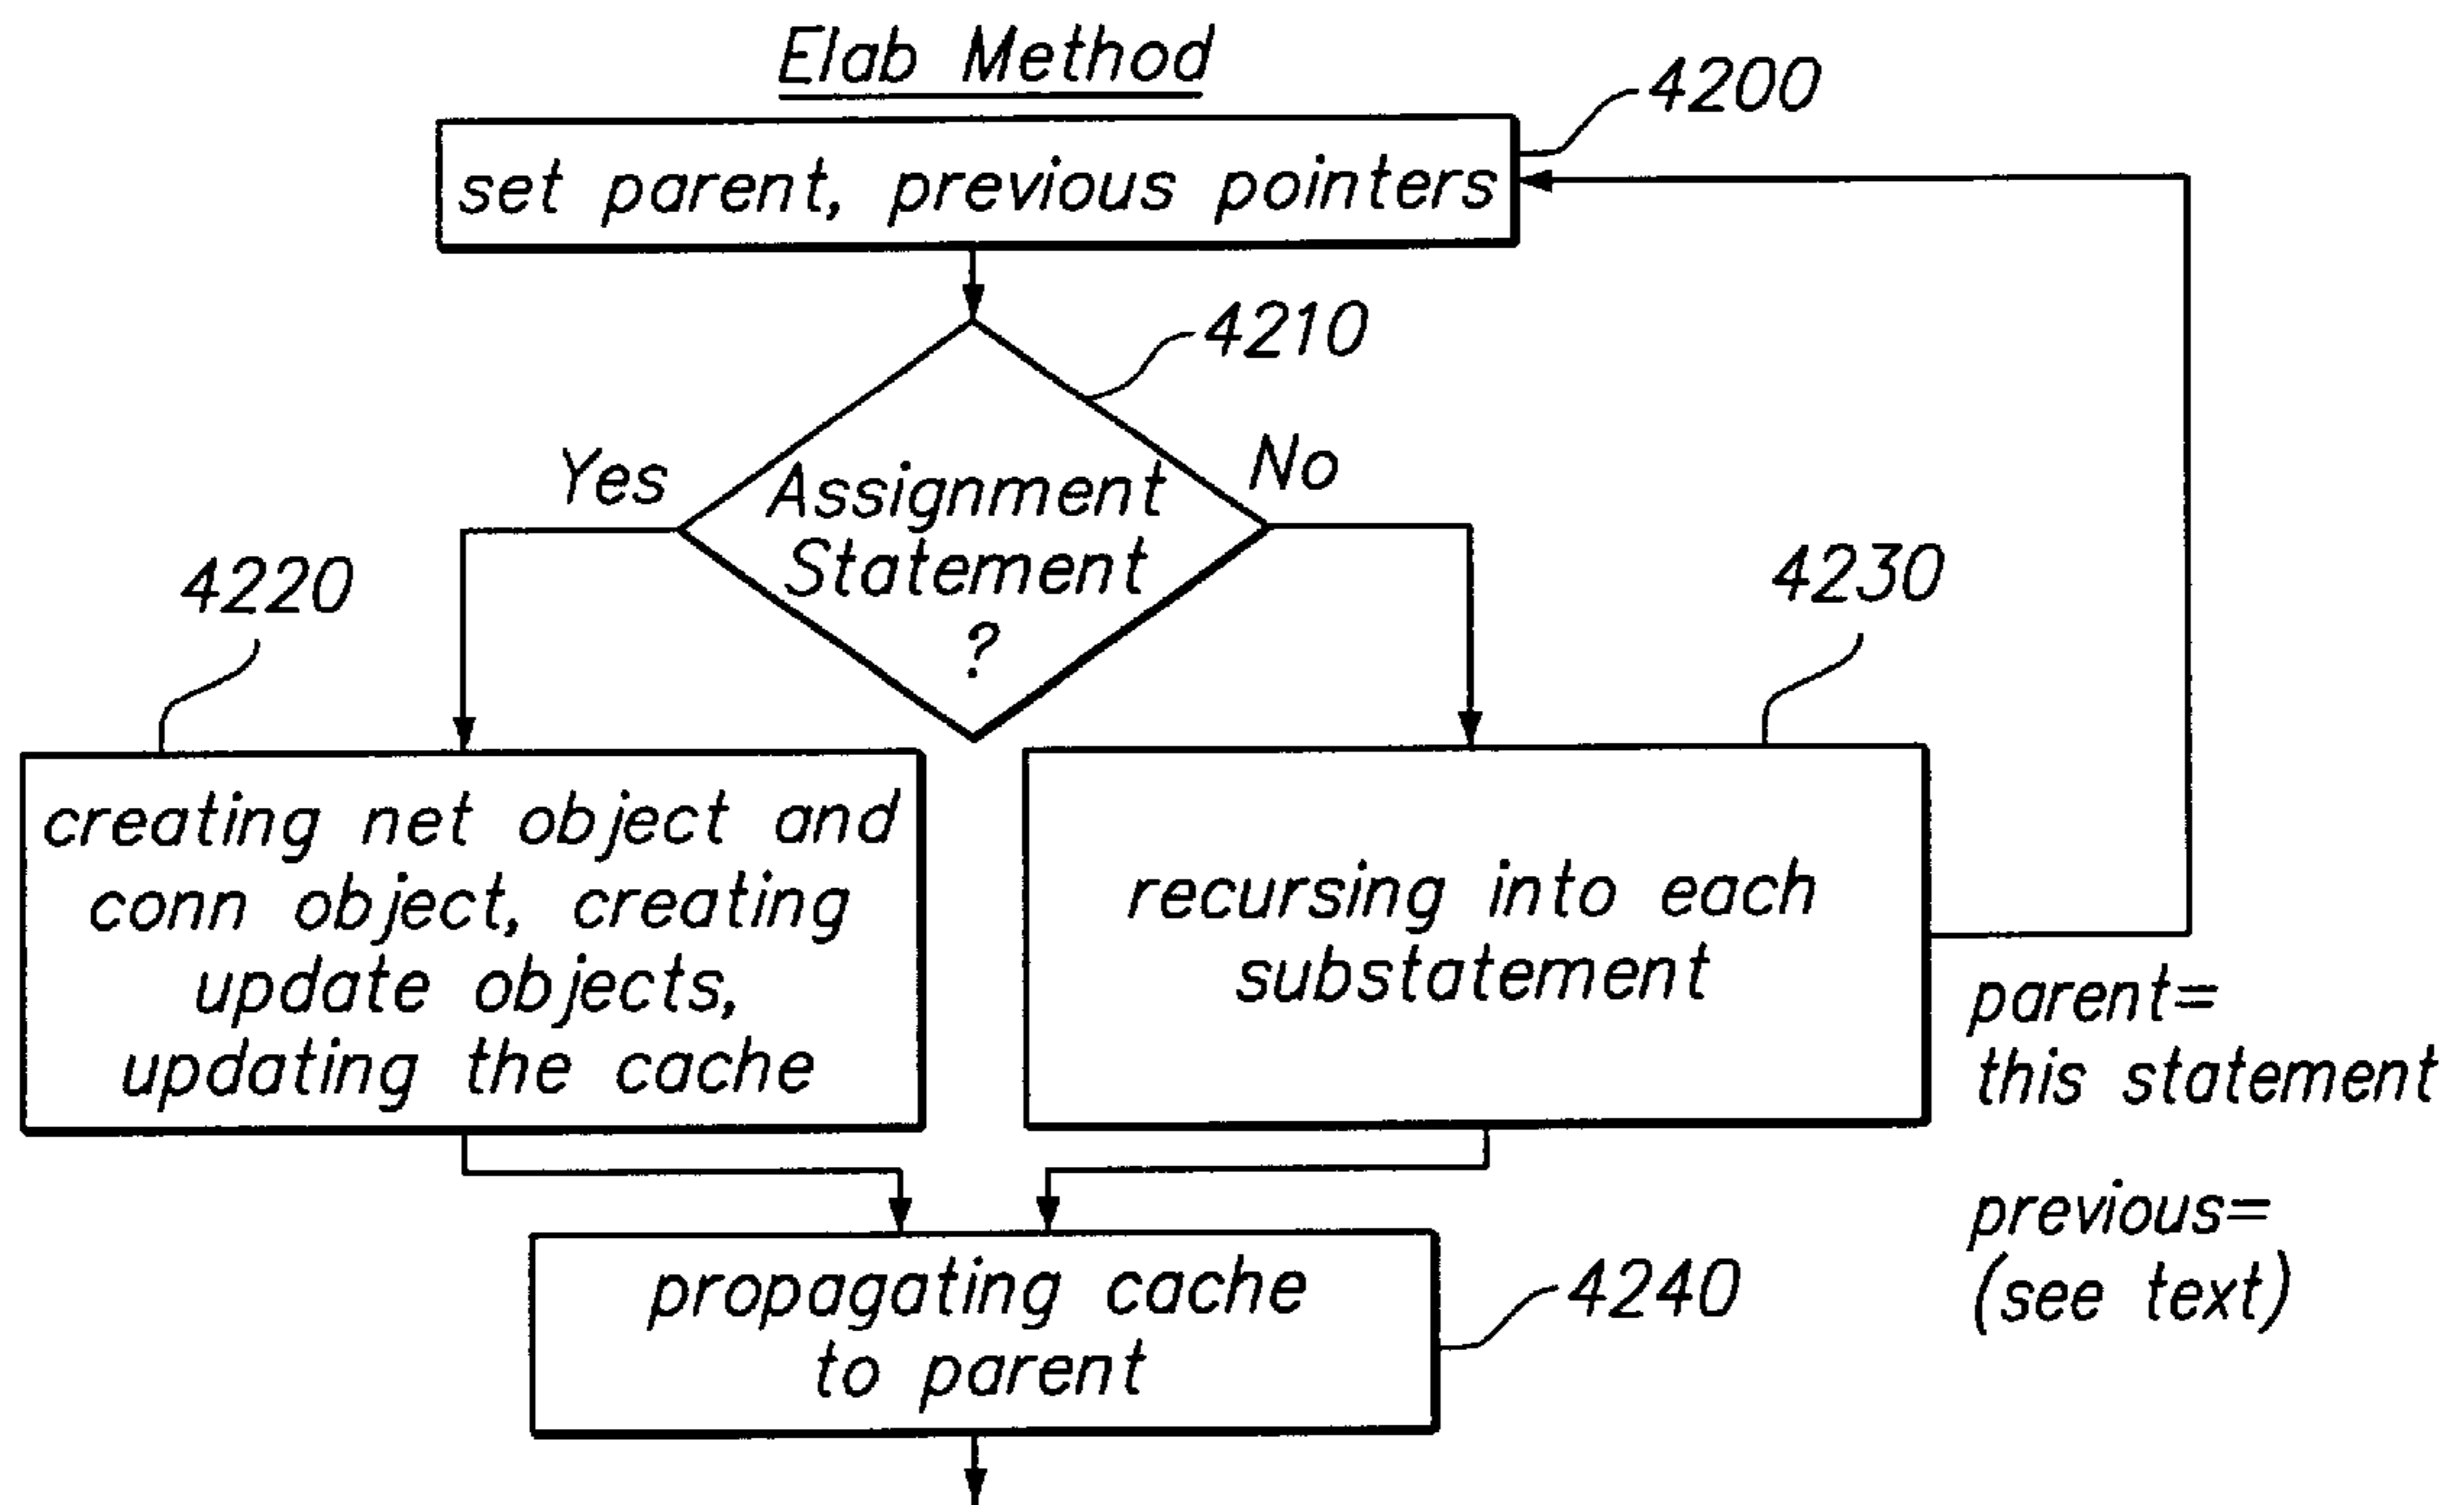 Elab Method
4200
set parent, previous pointers
4210
Yes
No
Assignment
Statement
?
4220
4230
creating net object and
conn object, creating
update objects,
updating the cache
recursing into each
substatement
parent=
this statement
previous=
(see text)
propagating cache
to parent
4240